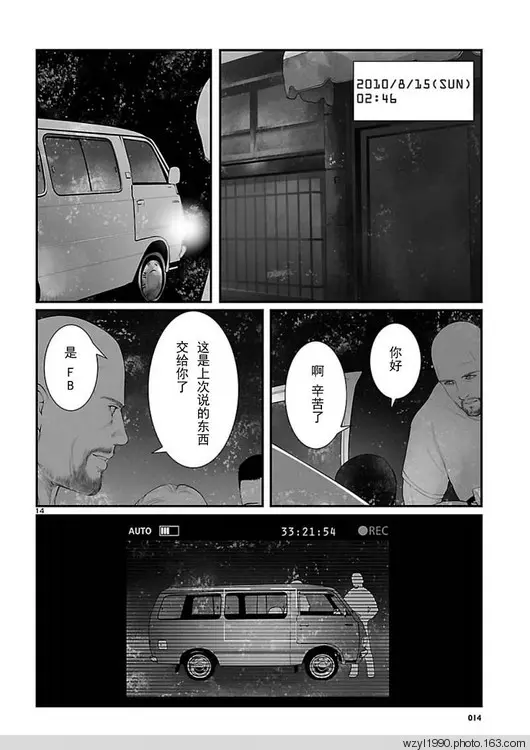 2010/8/15(SUN)
02:46
你好
啊 辛苦了
这是上次说的东西
交给你了
是 FB
14
AUTO
33:21:54
REC
014
wzyl1990.photo.163.com